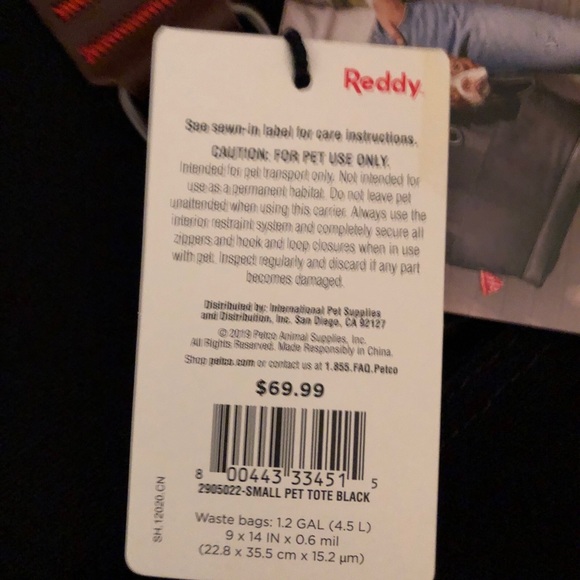 Reddy
See sewn-in label for care instructions.
CAUTION: FOR PET USE ONLY.
Intended for pet transport only. Not intended for
use as a permanent habitat. Do not leave pet
unattended when using this carrier. Always use the
interior restraint system and completely secure all
zippers and hook and loop closures when in use
with pet. Inspect regularly and discard if any part
becomes damaged.
Distributed by: International Pet Supplies
and Distribution, Inc. San Diego, CA 92127
© 2019 Petco Animal Supplies, Inc.
All Rights Reserved. Made Responsibly in China.
Shop petco.com or contact us at 1.855.FAQ.Petco
$69.99
8 00443 33451 5
2905022-SMALL PET TOTE BLACK
Waste bags: 1.2 GAL (4.5 L)
9 x 14 IN x 0.6 mil
(22.8 x 35.5 cm x 15.2 µm)
SH.12020.CN